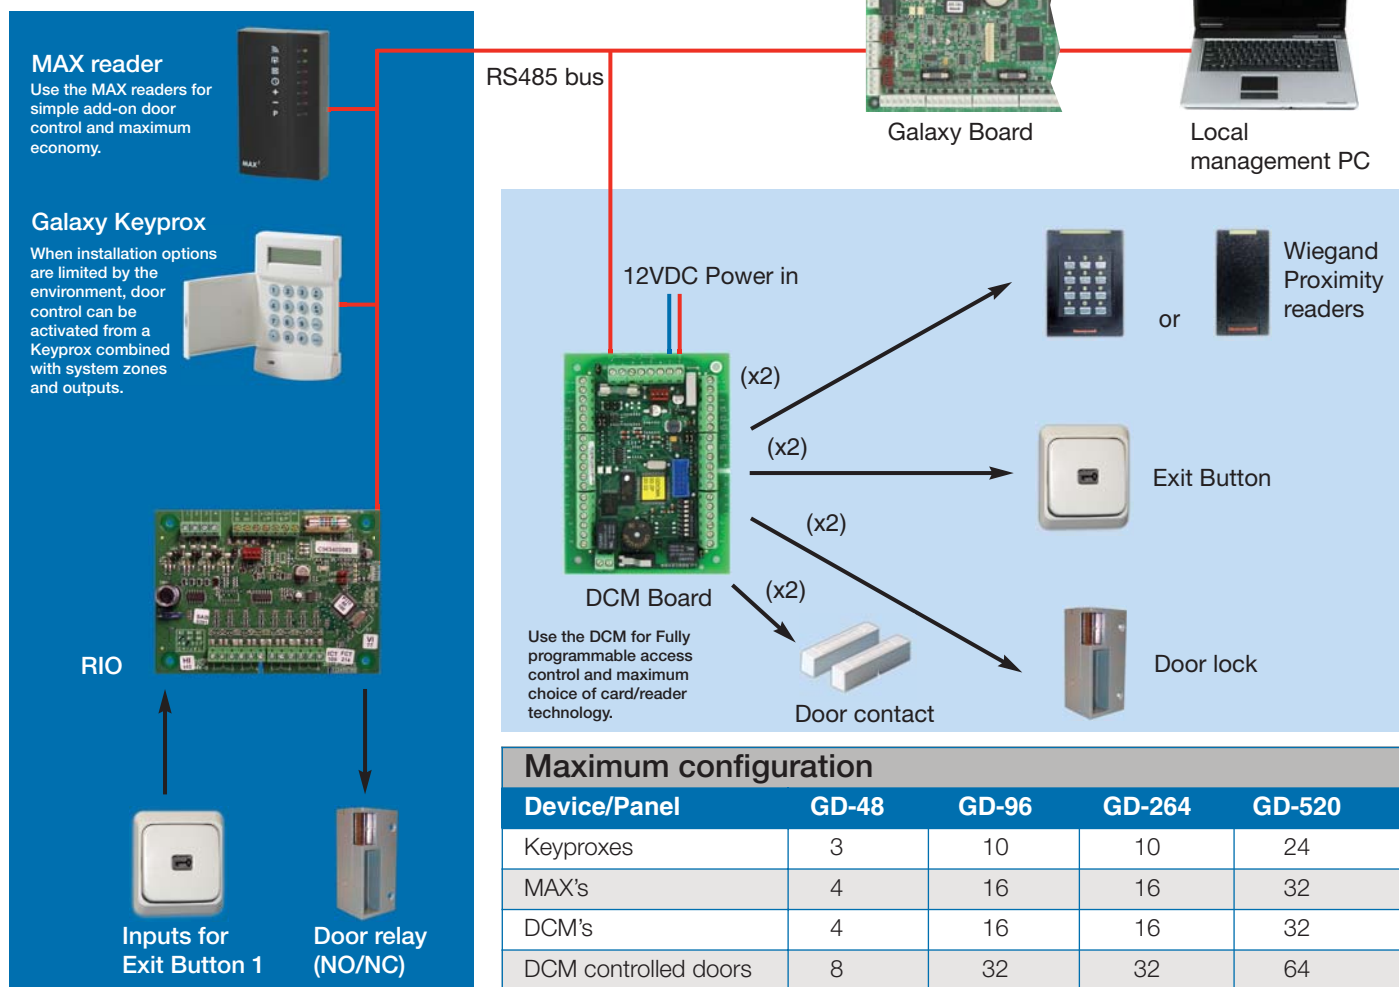 MAX reader
Use the MAX readers for
simple add-on door
control and maximum
economy.
MAX³
Galaxy Keyprox
When installation options
are limited by the
environment, door
control can be
activated from a
Keyprox combined
with system zones
and outputs.
RIO
Inputs for
Exit Button 1
Door relay
(NO/NC)
RS485 bus
Galaxy Board
Local
management PC
12VDC Power in
(x2)
(x2)
(x2)
(x2)
or
Wiegand
Proximity
readers
Exit Button
Door lock
Door contact
DCM Board
Use the DCM for Fully
programmable access
control and maximum
choice of card/reader
technology.
Maximum configuration
Device/Panel GD-48 GD-96 GD-264 GD-520
Keyproxes 3 10 10 24
MAX's 4 16 16 32
DCM's 4 16 16 32
DCM controlled doors 8 32 32 64